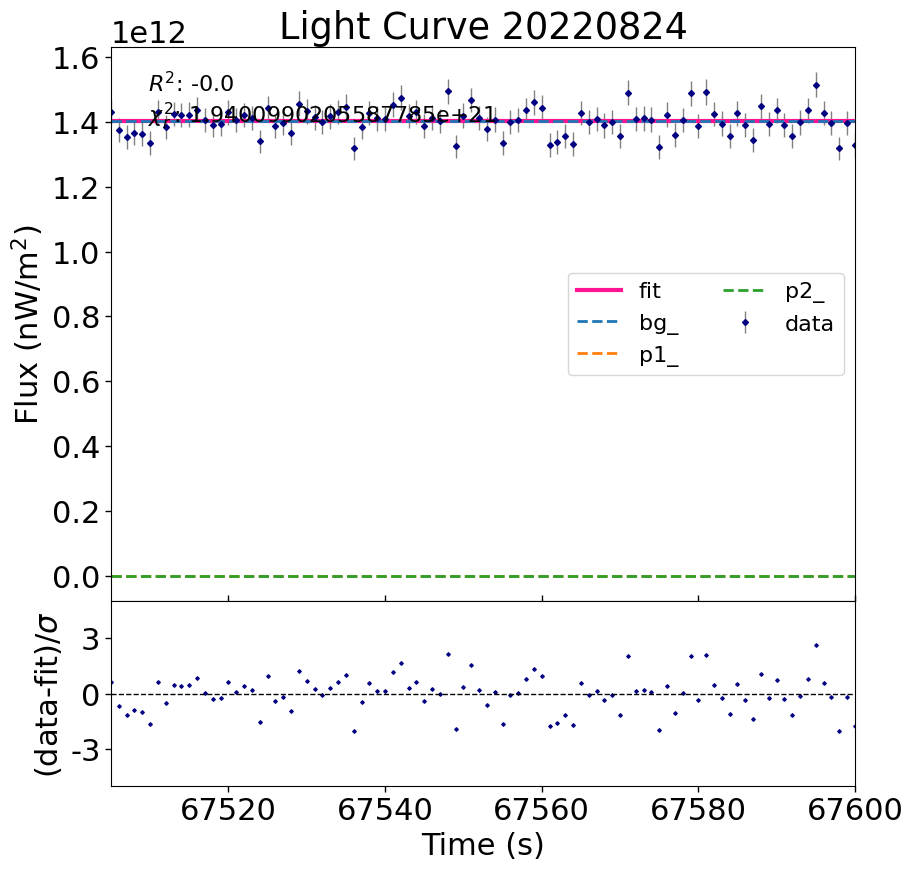 Light Curve 20220824
1e12
R²: -0.0
1.6
1.4
1.2
1.0
0.8
0.6
0.4
0.2
0.0
Flux (nW/m²)
fit
bg_
p1_
p2_
data
3
0
-3
(data-fit)/σ
67520 67540 67560 67580 67600
Time (s)